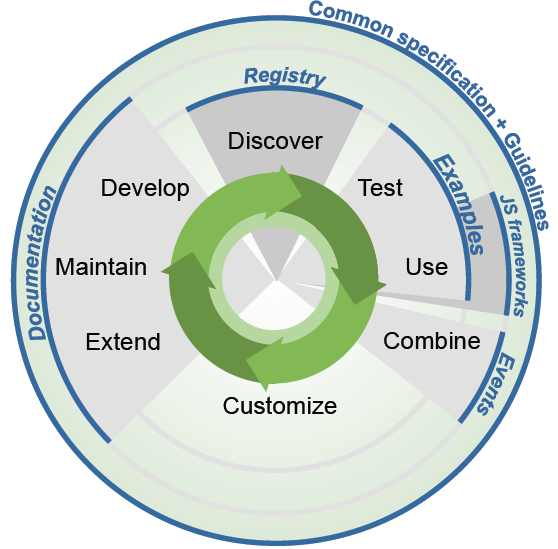 Common specification + Guidelines
Registry
Discover
Develop
Test
Examples
JS frameworks
Documentation
Maintain
Use
Extend
Combine
Events
Customize